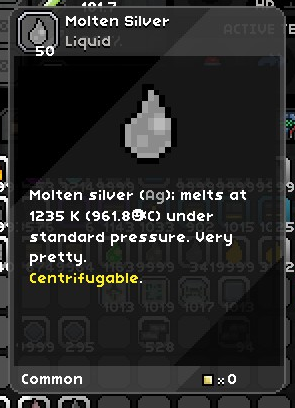 Molten Silver
Liquid
50
Molten silver (Ag); melts at
1235 K (961.8☻C) under
standard pressure. Very
pretty.
Centrifugable.
Common
x0